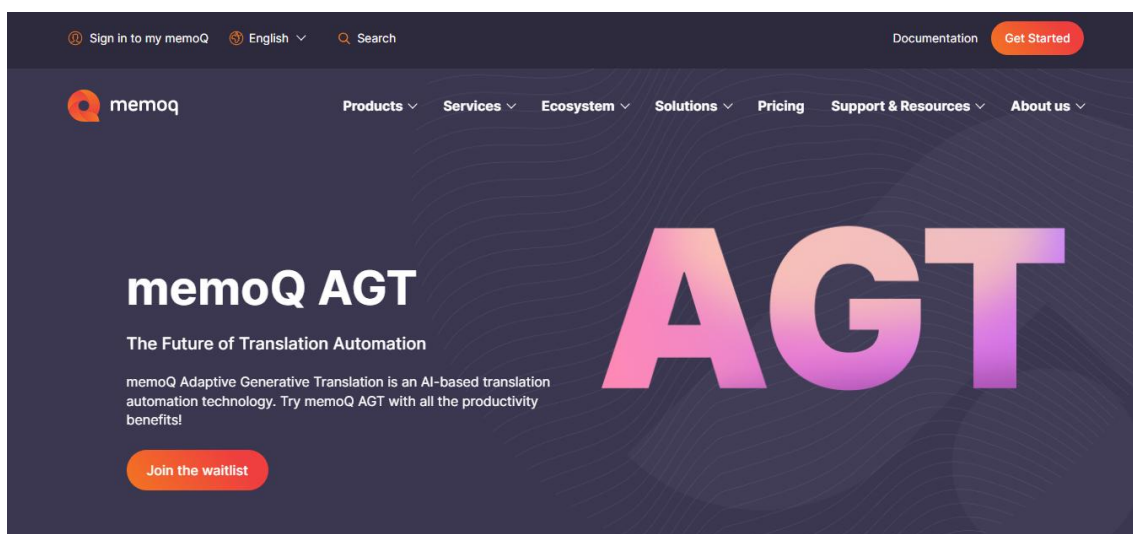 Sign in to my memoQ English Search Documentation Get Started
memoq Products Services Ecosystem Solutions Pricing Support & Resources About us
memoQ AGT
The Future of Translation Automation
memoQ Adaptive Generative Translation is an AI-based translation
automation technology. Try memoQ AGT with all the productivity
benefits!
Join the waitlist
AGT